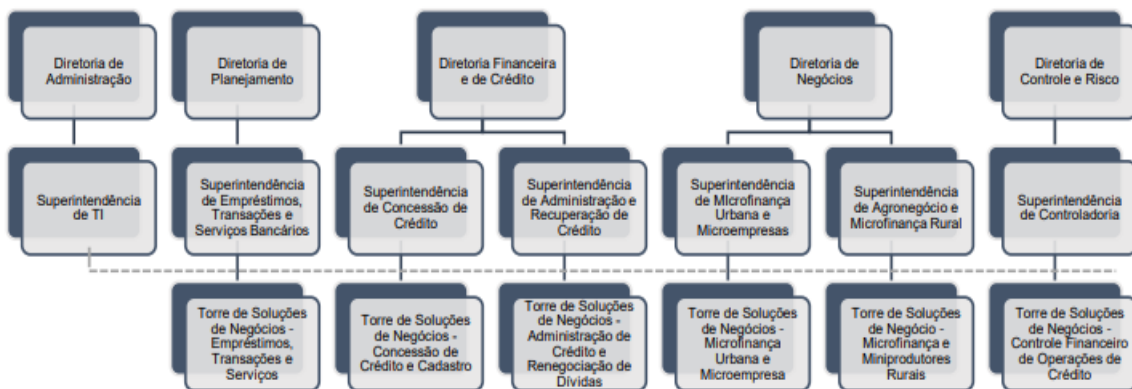 Diretoria de
Administração
Diretoria de
Planejamento
Diretoria Financeira
e de Crédito
Diretoria de
Negócios
Diretoria de
Controle e Risco
Superintendência
de TI
Superintendência
de Empréstimos,
Transações e
Serviços Bancários
Superintendência
de Concessão de
Crédito
Superintendência
de Administração e
Recuperação de
Crédito
Superintendência
de MIcrofinança
Urbana e
Microempresas
Superintendência
de Agronegócio e
Microfinança Rural
Superintendência
de Controladoria
Torre de Soluções
de Negócios -
Empréstimos,
Transações e
Serviços
Torre de Soluções
de Negócios -
Concessão de
Crédito e Cadastro
Torre de Soluções
de Negócios -
Administração de
Crédito e
Renegociação de
Dívidas
Torre de Soluções
de Negócios -
Microfinança
Urbana e
Microempresa
Torre de Soluções
de Negócio -
Microfinança e
Miniprodutores
Rurais
Torre de Soluções
de Negócios -
Controle Financeiro
de Operações de
Crédito